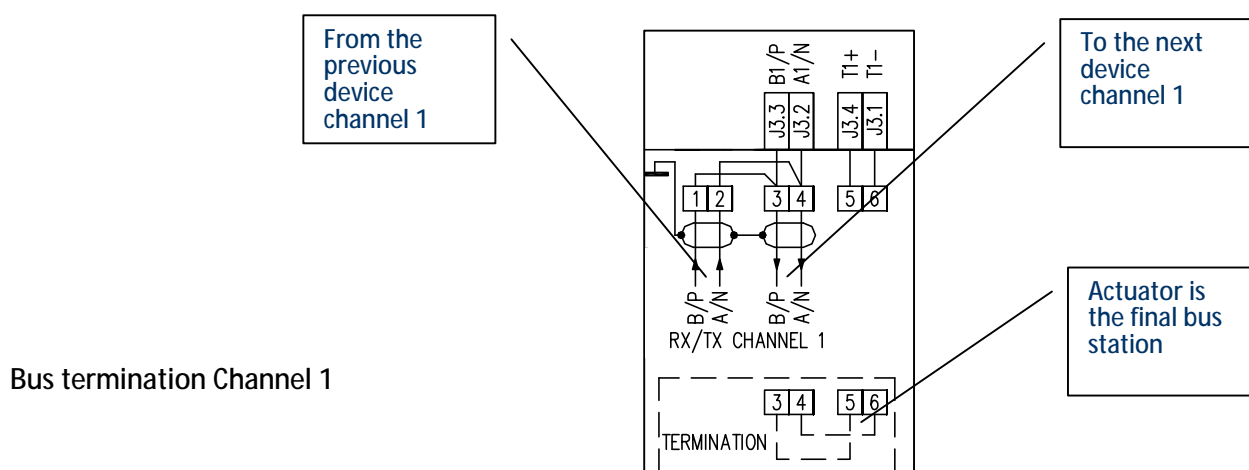 From the
previous
device
channel 1
B1/P
A1/N
T1+
T1-
To the next
device
channel 1
J3.3
J3.2
J3.4
J3.1
1 2 3 4 5 6
B/P
A/N
B/P
A/N
RX/TX CHANNEL 1
Actuator is
the final bus
station
Bus termination Channel 1
3 4 5 6
TERMINATION